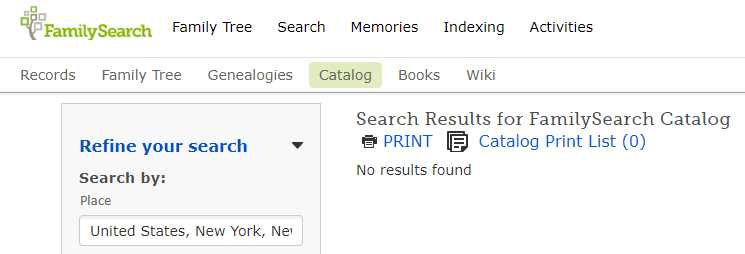 FamilySearch Family Tree Search Memories Indexing Activities
Records Family Tree Genealogies Catalog Books Wiki
Refine your search
Search by:
Place
United States, New York, Nev
Search Results for FamilySearch Catalog
PRINT Catalog Print List (0)
No results found